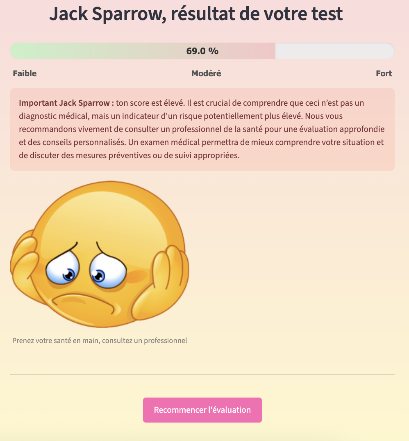 Jack Sparrow, résultat de votre test
69.0 %
Faible Modéré Fort
Important Jack Sparrow : ton score est élevé. Il est crucial de comprendre que ceci n'est pas un
diagnostic médical, mais un indicateur d'un risque potentiellement plus élevé. Nous vous
recommandons vivement de consulter un professionnel de la santé pour une évaluation approfondie
et des conseils personnalisés. Un examen médical permettra de mieux comprendre votre situation et
de discuter des mesures préventives ou de suivi appropriées.
Prenez votre santé en main, consultez un professionnel
Recommencer l'évaluation